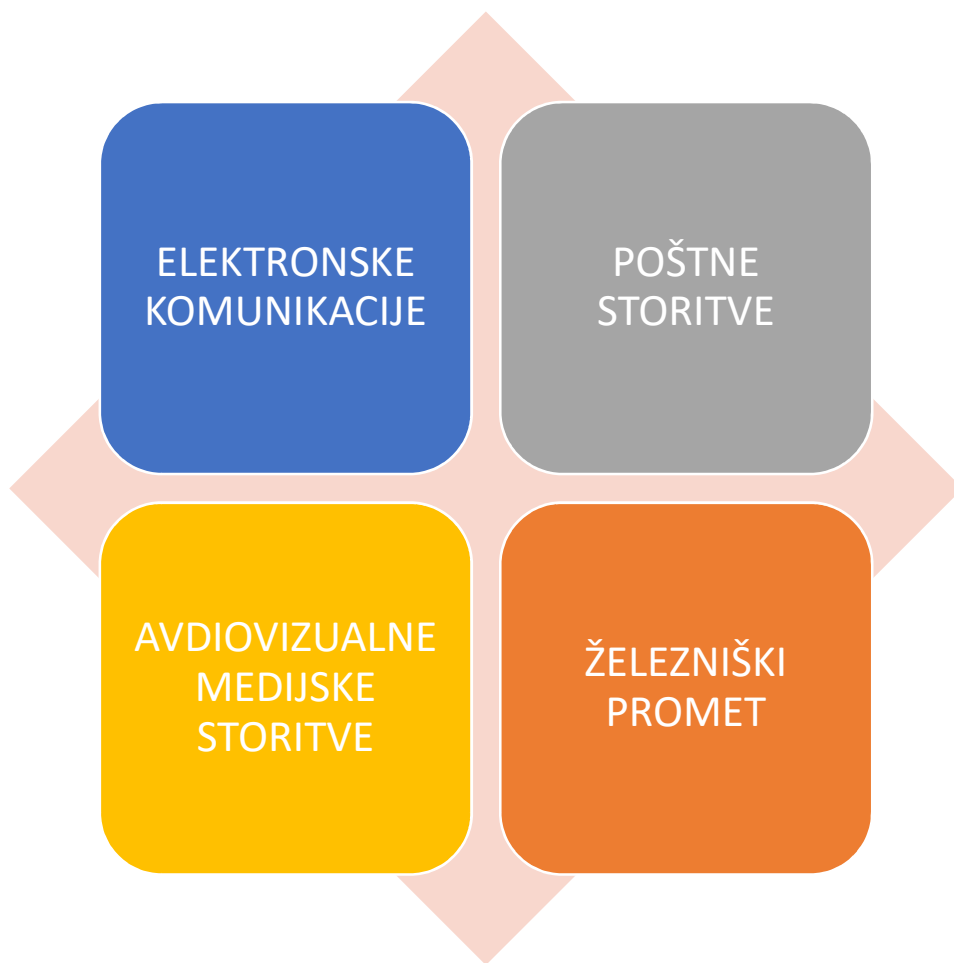 ELEKTRONSKE
KOMUNIKACIJE
POŠTNE
STORITVE
AVDIOVIZUALNE
MEDIJSKE
STORITVE
ŽELEZNIŠKI
PROMET